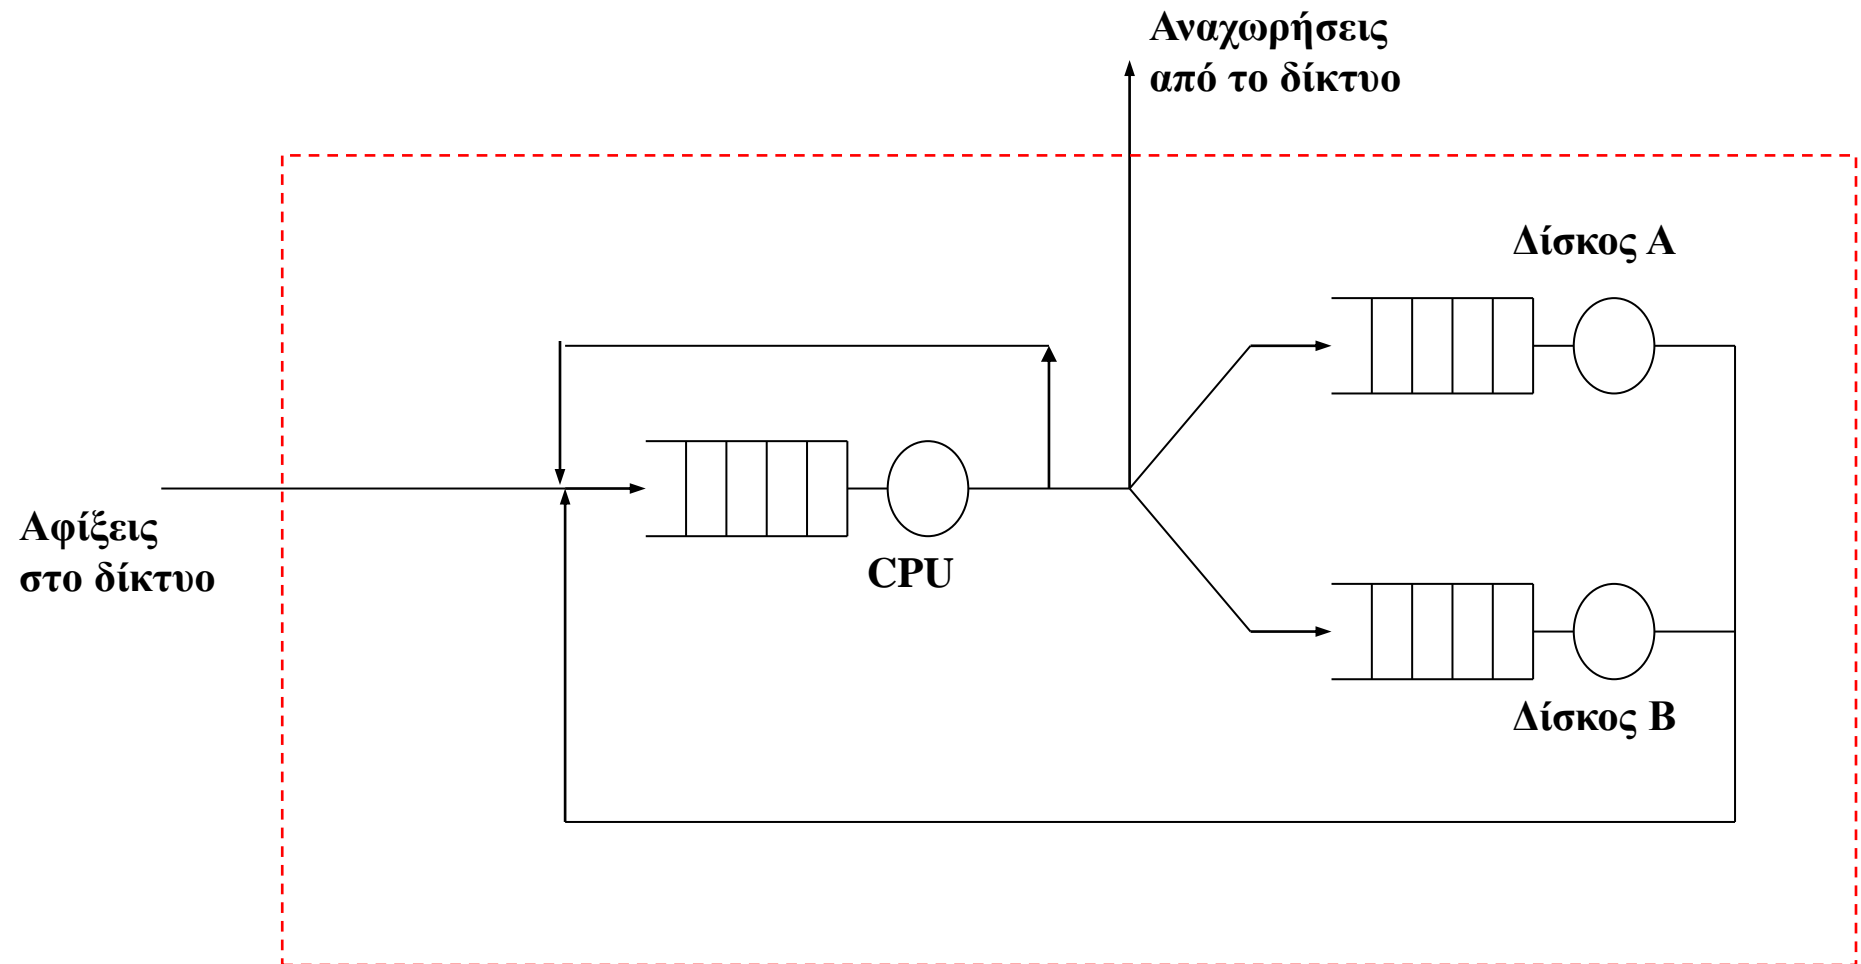 Αναχωρήσεις
από το δίκτυο
Δίσκος Α
Αφίξεις
στο δίκτυο
CPU
Δίσκος Β